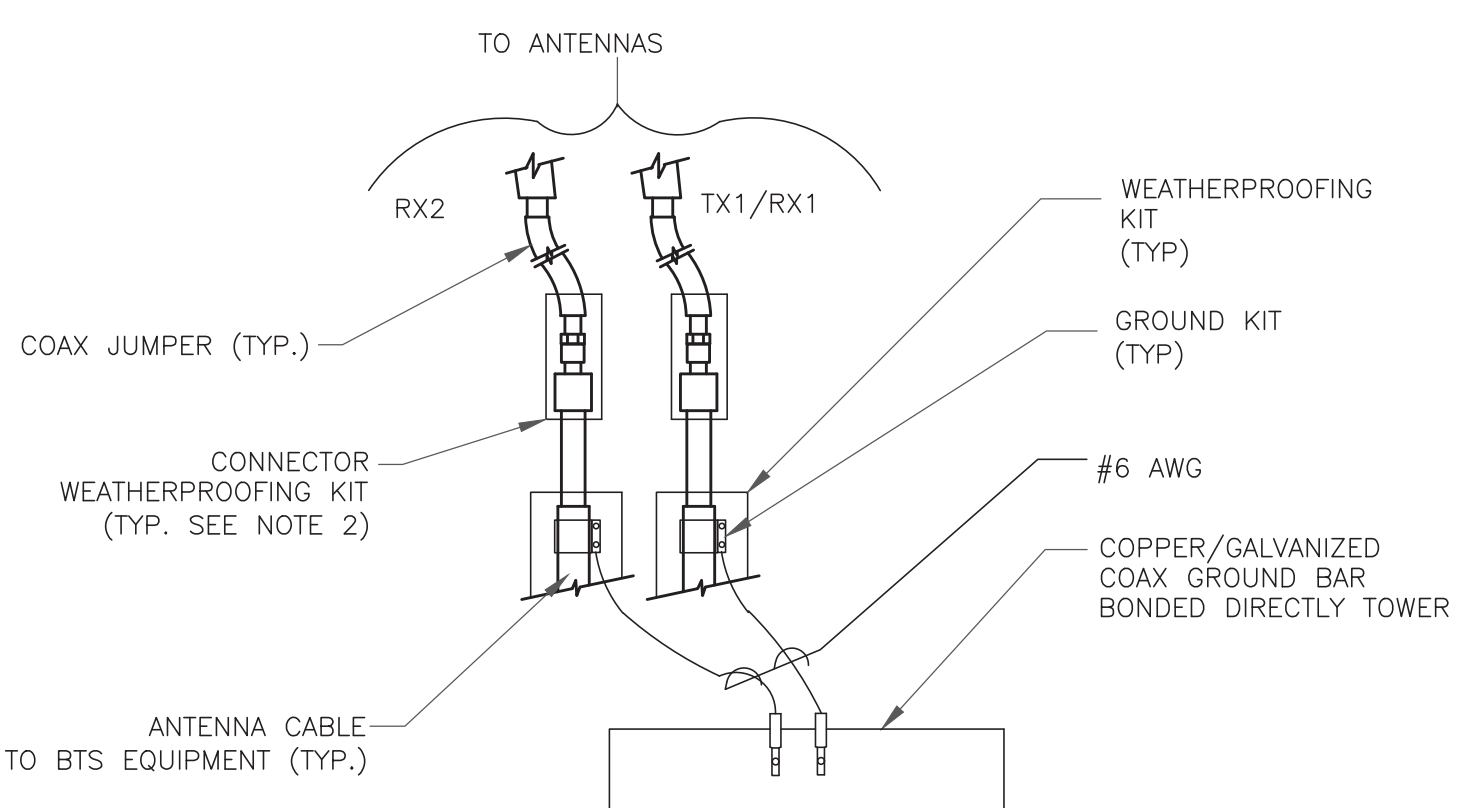 TO ANTENNAS
RX2
TX1/RX1
WEATHERPROOFING
KIT
(TYP)
GROUND KIT
(TYP)
COAX JUMPER (TYP.)
CONNECTOR
WEATHERPROOFING KIT
(TYP. SEE NOTE 2)
#6 AWG
COPPER/GALVANIZED
COAX GROUND BAR
BONDED DIRECTLY TOWER
ANTENNA CABLE
TO BTS EQUIPMENT (TYP.)